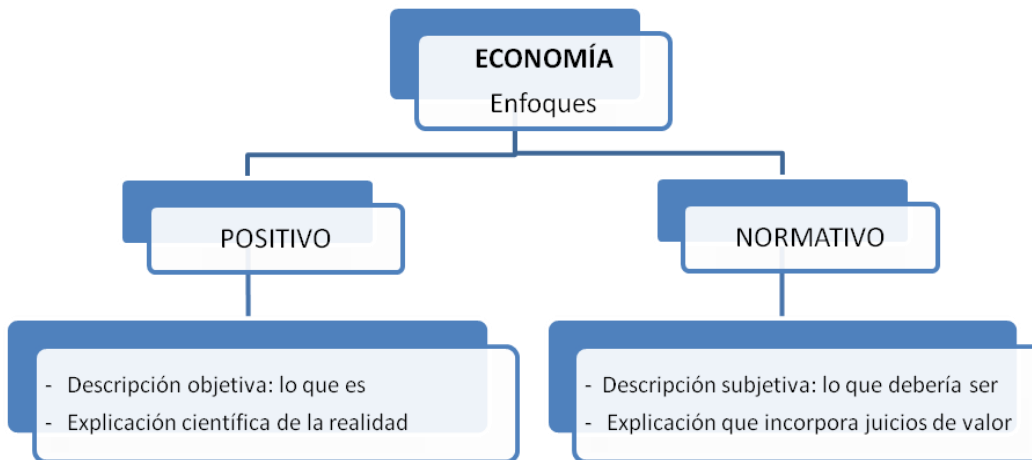 ECONOMÍA
Enfoques
POSITIVO
NORMATIVO
- Descripción objetiva: lo que es
- Explicación científica de la realidad
- Descripción subjetiva: lo que debería ser
- Explicación que incorpora juicios de valor